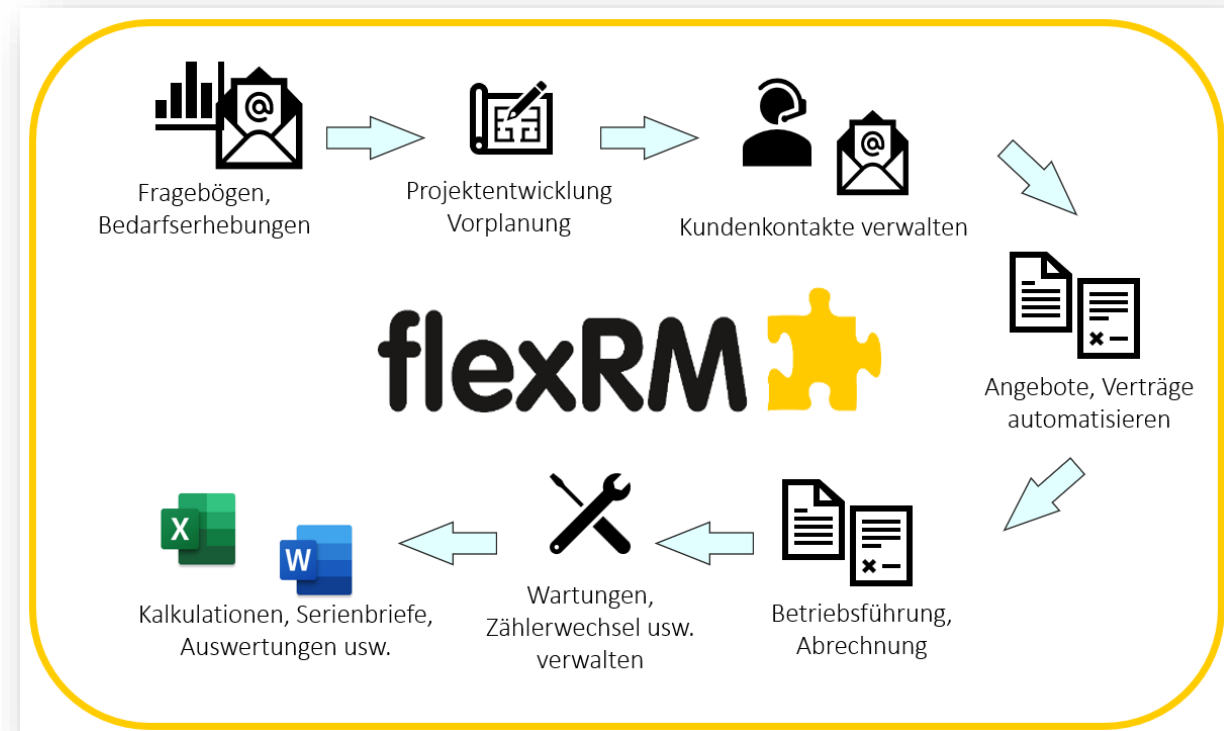 Fragebögen,
Bedarfserhebungen
Projektentwicklung
Vorplanung
Kundenkontakte verwalten
Angebote, Verträge
automatisieren
flexRM
Betriebsführung,
Abrechnung
Wartungen,
Zählerwechsel usw.
verwalten
X
W
Kalkulationen, Serienbriefe,
Auswertungen usw.